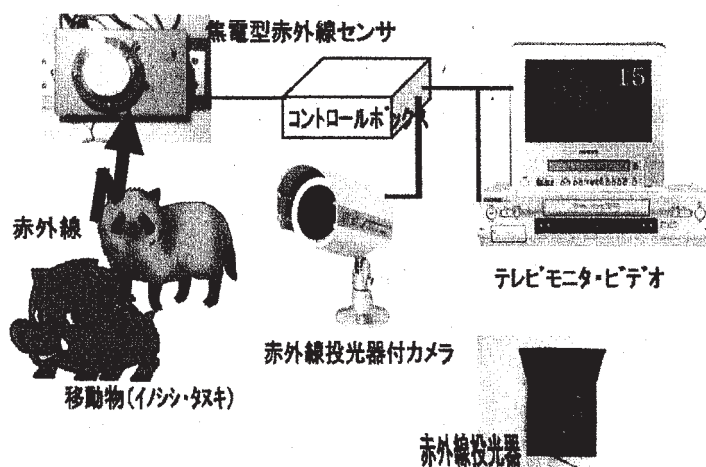 焦電型赤外線センサ
15
コントロールボックス
赤外線
テレビモニタ・ビデオ
赤外線投光器付カメラ
移動物(イノシシ・タヌキ)
赤外線投光器